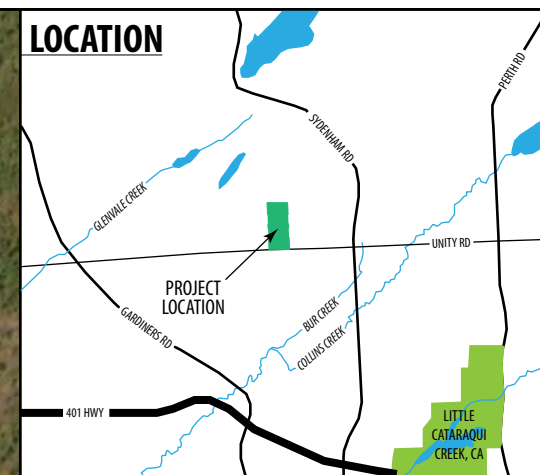 LOCATION
PERTH RD
SYDENHAM RD
GLENVALE CREEK
UNITY RD
PROJECT
LOCATION
GARDINERS RD
BUR CREEK
COLLINS CREEK
401 HWY
LITTLE
CATARAQUI
CREEK, CA